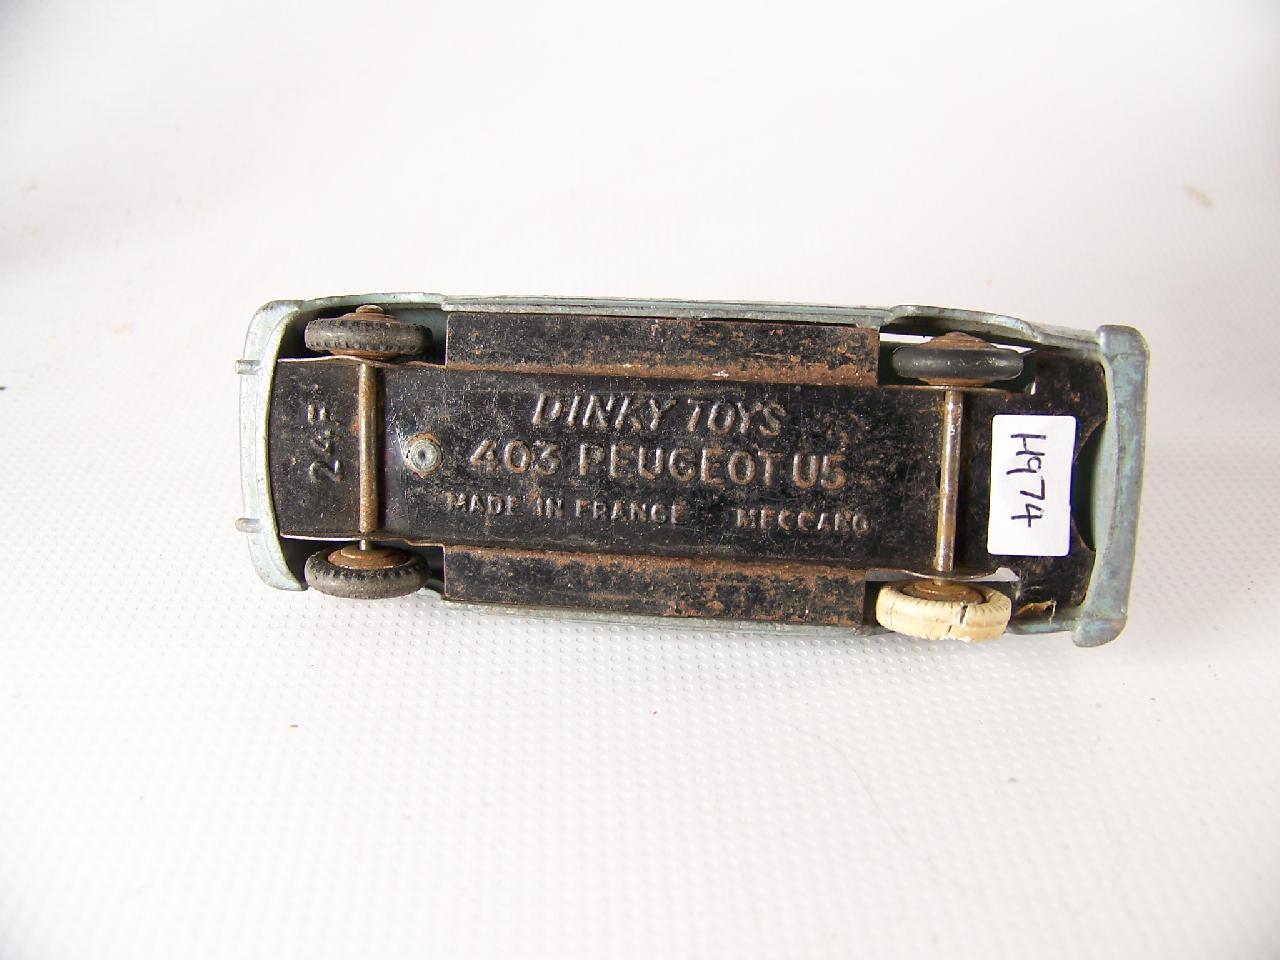 DINKY TOYS
403 PEUGEOT U5
MADE IN FRANCE MECCANO
24F
H974